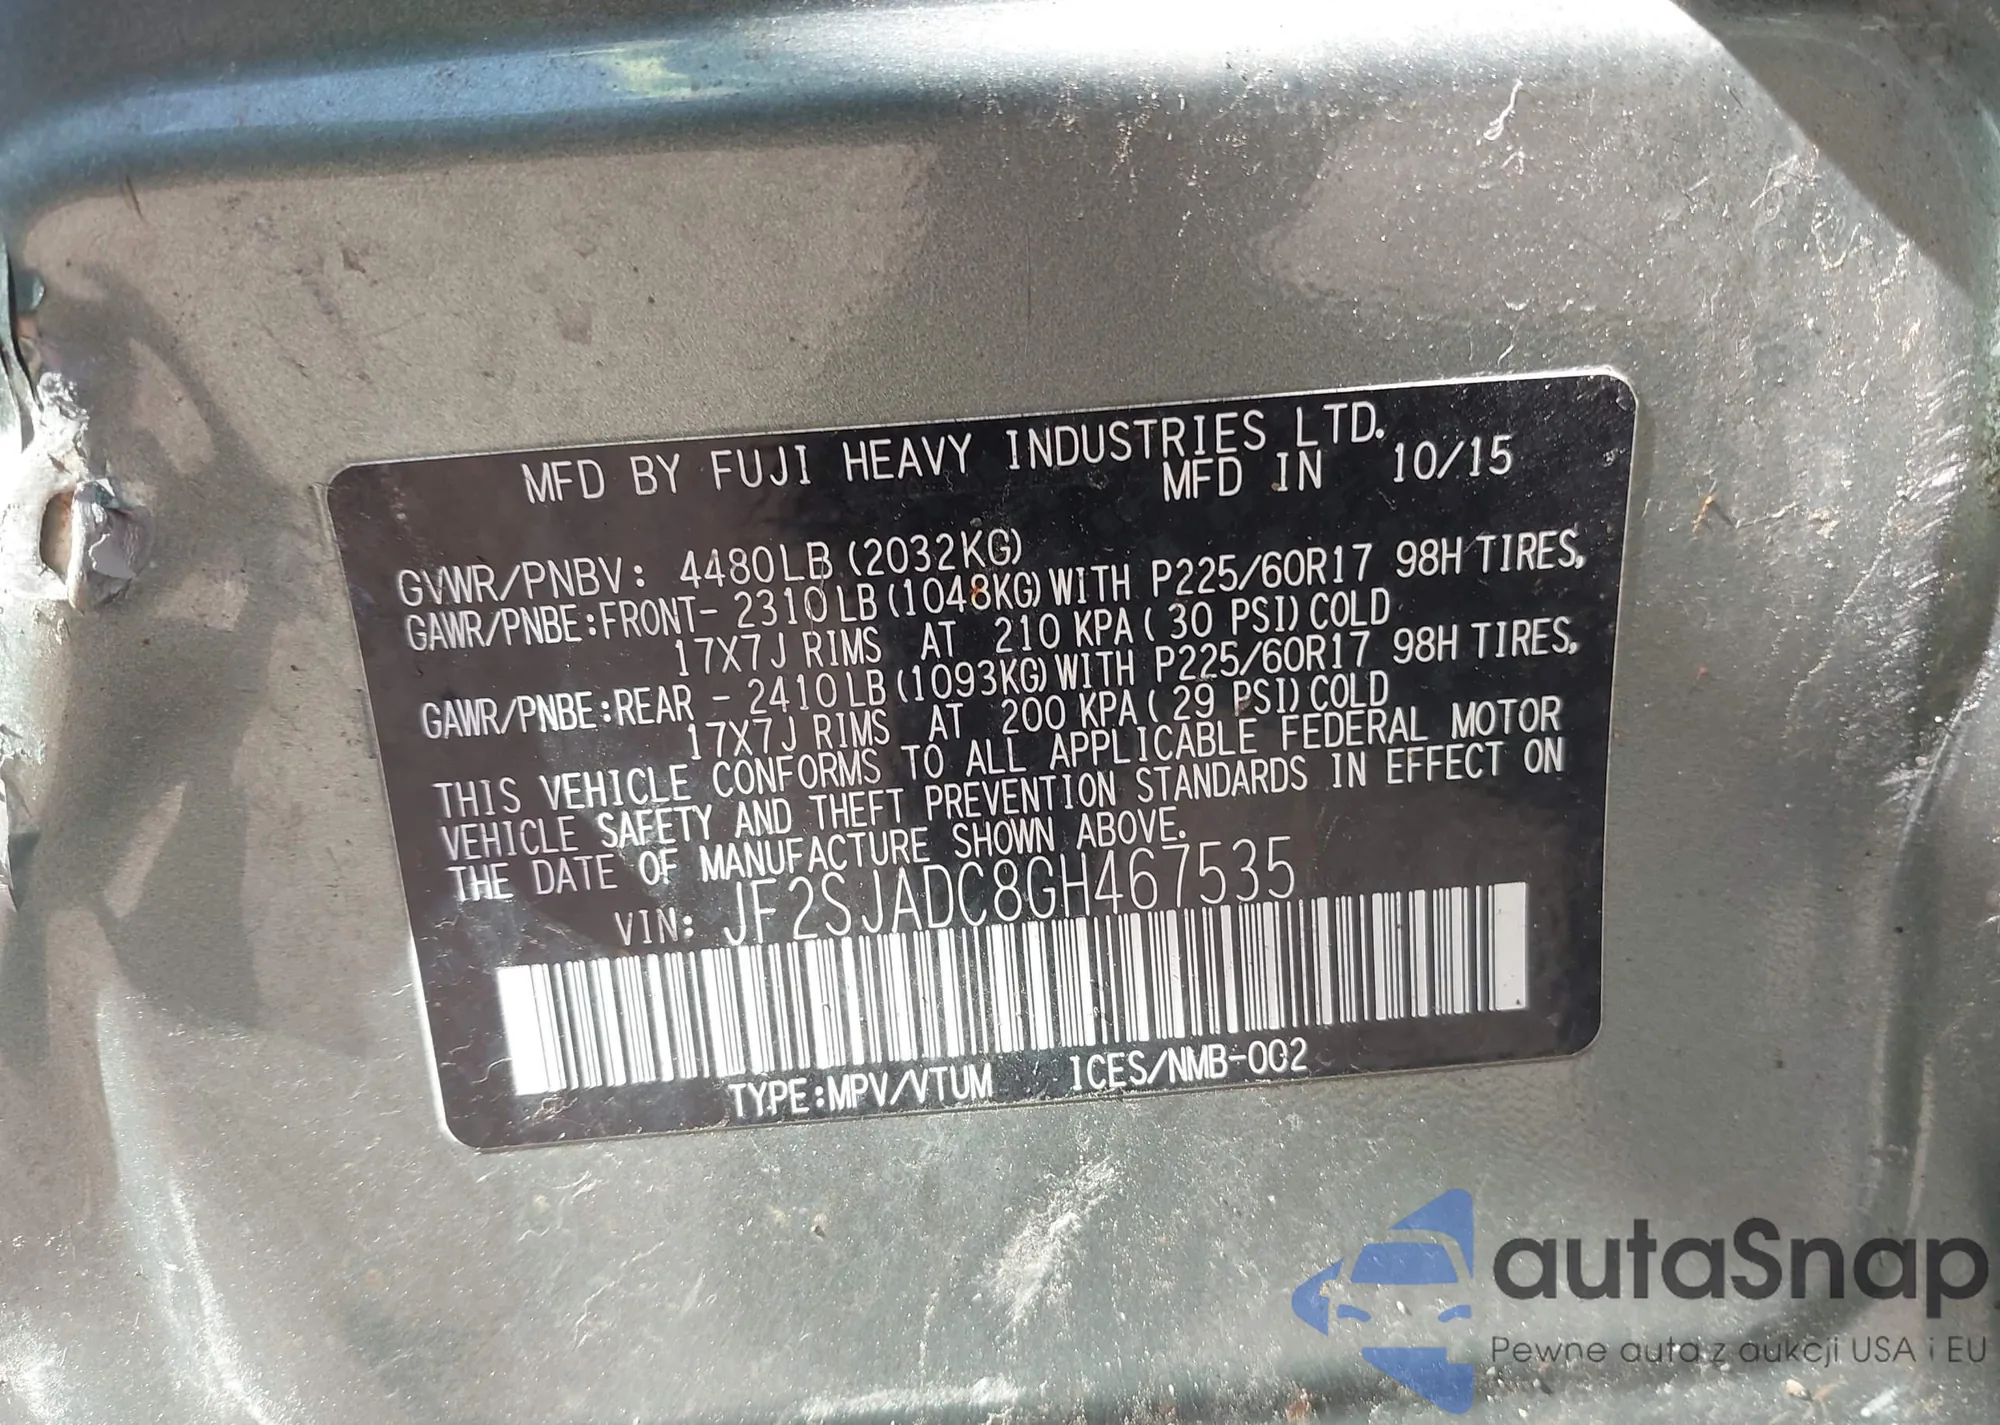 MFD BY FUJI HEAVY INDUSTRIES LTD.
MFD IN 10/15
GVWR/PNBV: 4480LB (2032KG)
GAWR/PNBE:FRONT- 2310LB (1048KG) WITH P225/60R17 98H TIRES,
17X7J RIMS AT 210 KPA ( 30 PSI) COLD
GAWR/PNBE:REAR - 2410LB (1093KG) WITH P225/60R17 98H TIRES,
17X7J RIMS AT 200 KPA ( 29 PSI) COLD
THIS VEHICLE CONFORMS TO ALL APPLICABLE FEDERAL MOTOR
VEHICLE SAFETY AND THEFT PREVENTION STANDARDS IN EFFECT ON
THE DATE OF MANUFACTURE SHOWN ABOVE.
VIN: JF2SJADC8GH467535
TYPE:MPV/VTUM ICES/NMB-002
autaSnap
Pewne auta z aukcji USA i EU